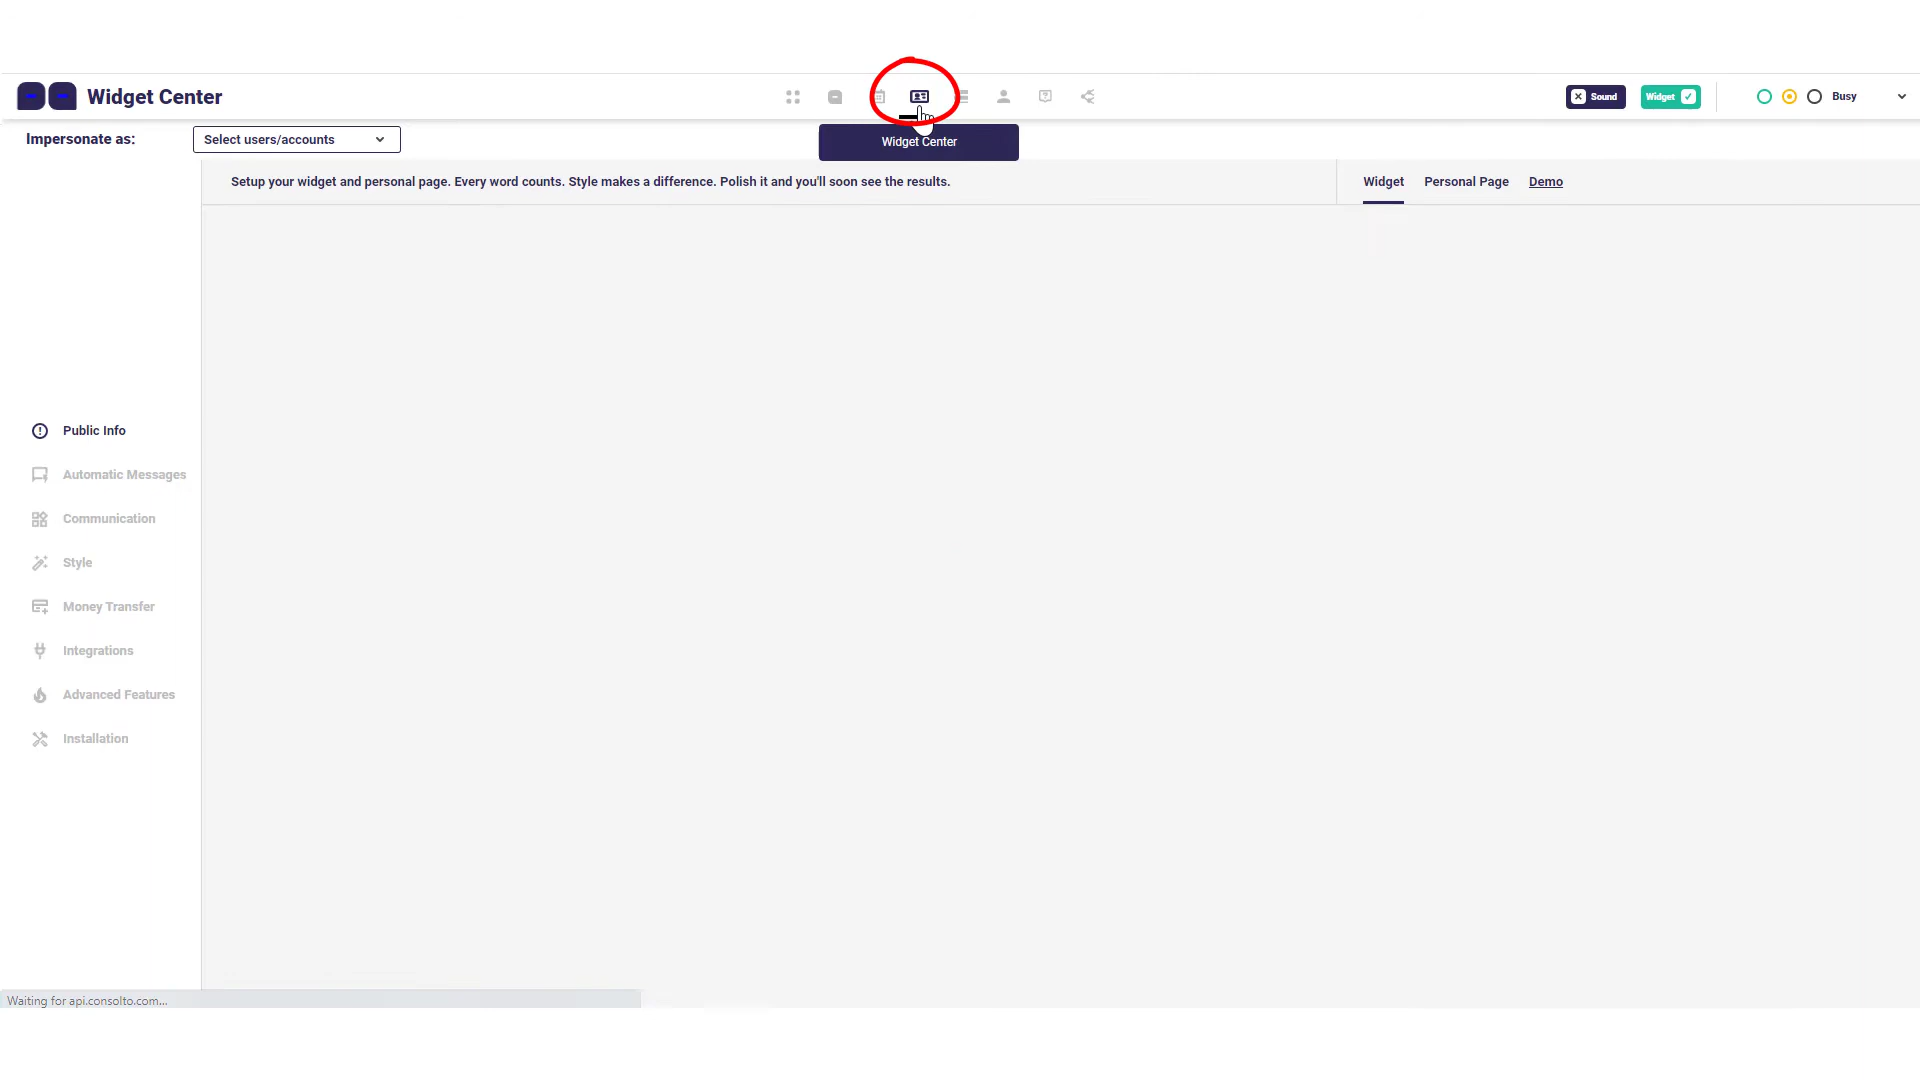 Widget Center
Sound
Widget
Busy
Impersonate as:
Select users/accounts
Widget Center
Setup your widget and personal page. Every word counts. Style makes a difference. Polish it and you'll soon see the results.
Widget
Personal Page
Demo
Public Info
Automatic Messages
Communication
Style
Money Transfer
Integrations
Advanced Features
Installation
Waiting for api.consolto.com...